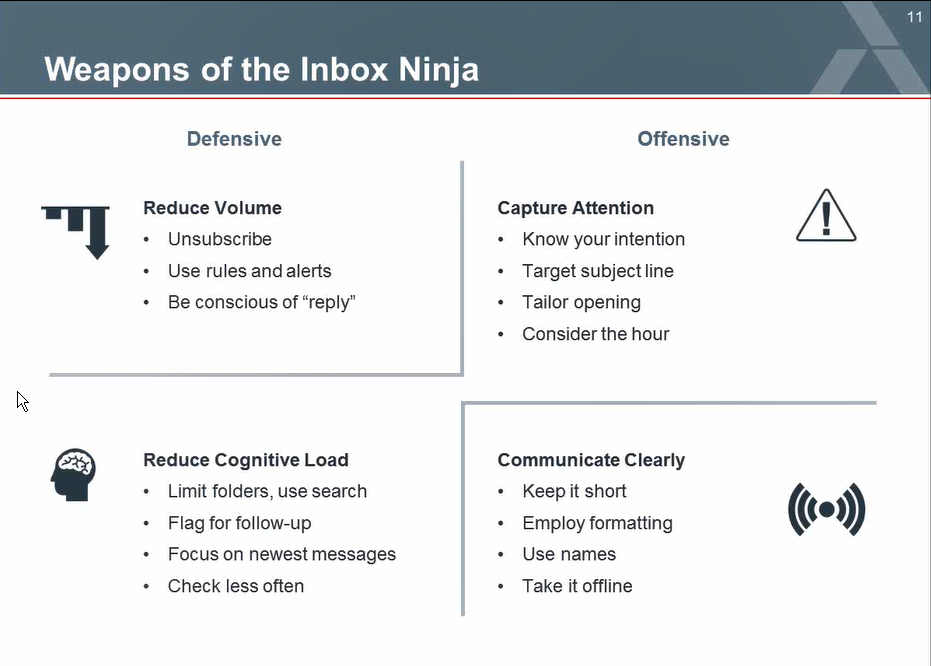 11
Weapons of the Inbox Ninja
Defensive
Offensive
Reduce Volume
• Unsubscribe
• Use rules and alerts
• Be conscious of “reply”
Capture Attention
• Know your intention
• Target subject line
• Tailor opening
• Consider the hour
Reduce Cognitive Load
• Limit folders, use search
• Flag for follow-up
• Focus on newest messages
• Check less often
Communicate Clearly
• Keep it short
• Employ formatting
• Use names
• Take it offline